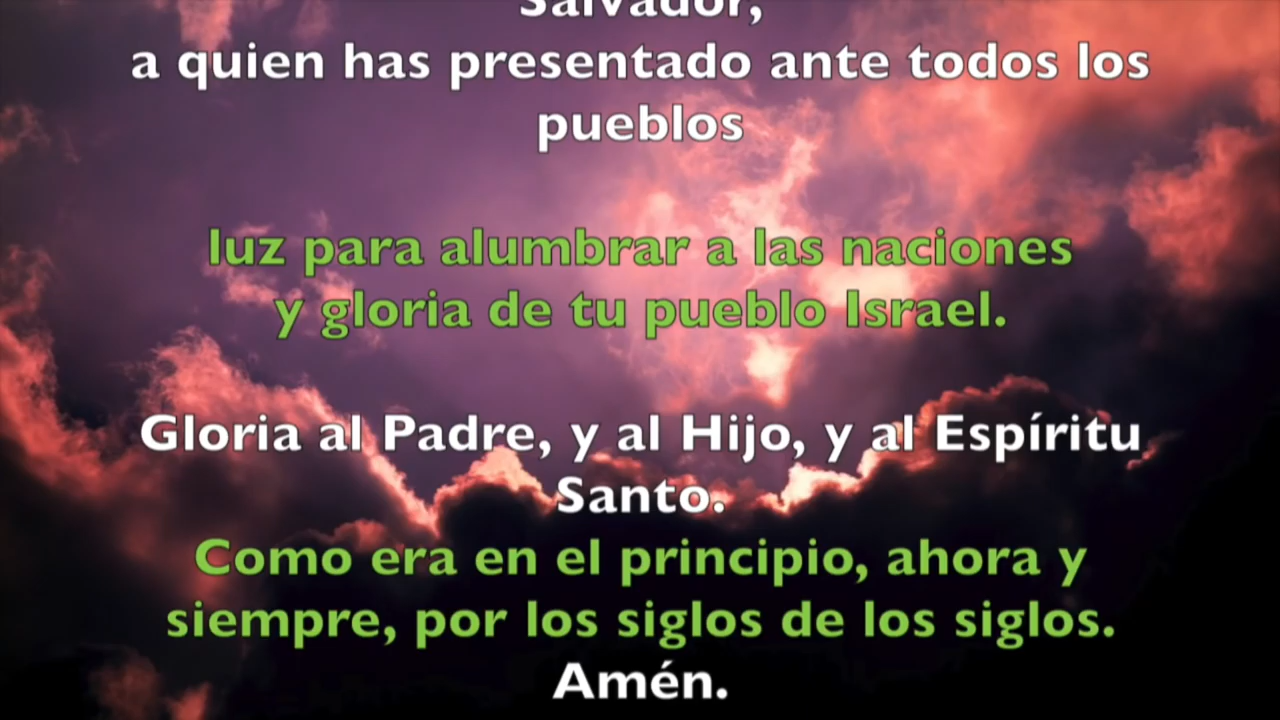 Salvador,
a quien has presentado ante todos los
pueblos
luz para alumbrar a las naciones
y gloria de tu pueblo Israel.
Gloria al Padre, y al Hijo, y al Espíritu
Santo.
Como era en el principio, ahora y
siempre, por los siglos de los siglos.
Amén.